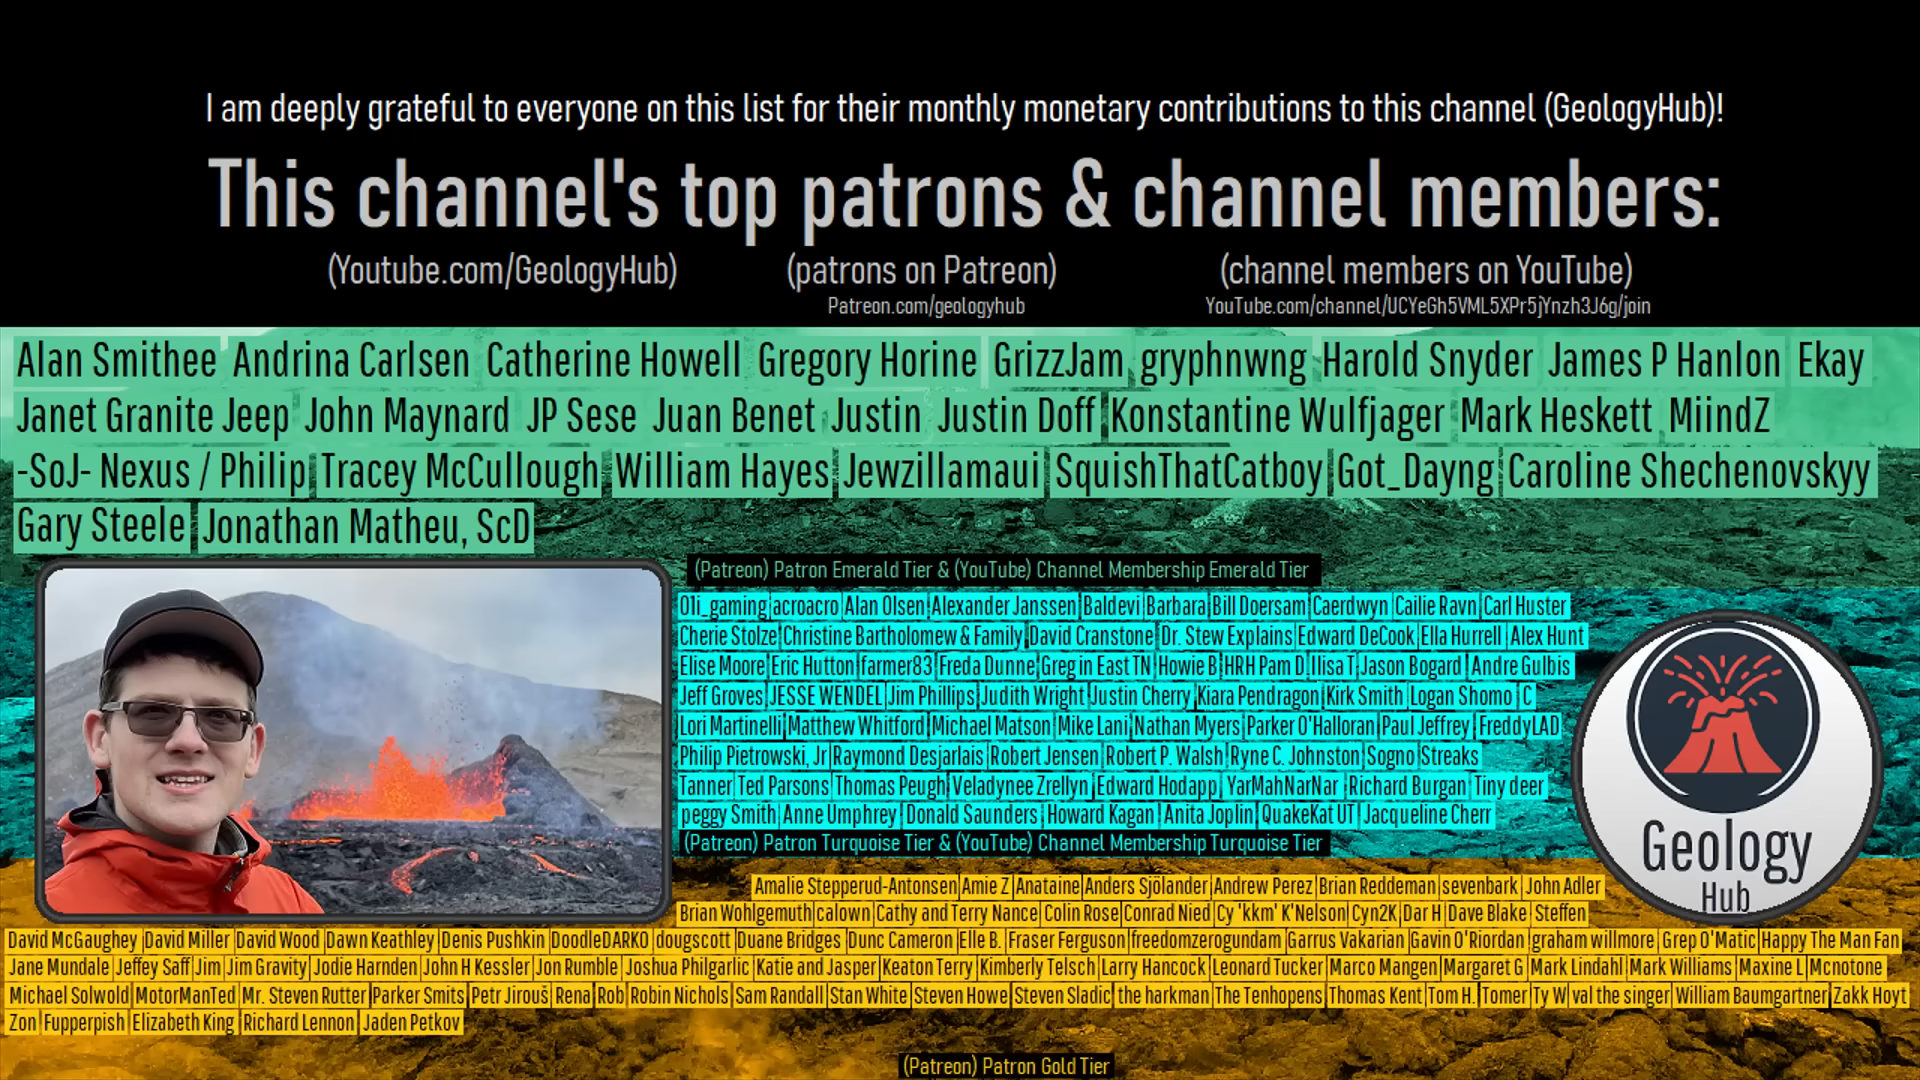 I am deeply grateful to everyone on this list for their monthly monetary contributions to this channel (GeologyHub)!
This channel's top patrons & channel members:
(Youtube.com/GeologyHub) (patrons on Patreon) (channel members on YouTube)
Patreon.com/geologyhub YouTube.com/channel/UCYeGh5VML5XPr5jYnzh3J6g/join
Alan Smithee Andrina Carlsen Catherine Howell Gregory Horine GrizzJam gryphnwng Harold Snyder James P Hanlon Ekay
Janet Granite Jeep John Maynard JP Sese Juan Benet Justin Justin Doff Konstantine Wulfjager Mark Heskett MiindZ
-SoJ- Nexus / Philip Tracey McCullough William Hayes Jewzillamaui SquishThatCatboy Got_Dayng Caroline Shechenovskyy
Gary Steele Jonathan Matheu, ScD
(Patreon) Patron Emerald Tier & (YouTube) Channel Membership Emerald Tier
01i_gaming acroacro Alan Olsen Alexander Janssen Baldevi Barbara Bill Doersam Caerdwyn Cailie Ravn Carl Huster
Cherie Stolze Christine Bartholomew & Family David Cranstone Dr. Stew Explains Edward DeCook Ella Hurrell Alex Hunt
Elise Moore Eric Hutton farmer83 Freda Dunne Greg in East TN Howie B HRH Pam D Ilisa T Jason Bogard Andre Gulbis
Jeff Groves JESSE WENDEL Jim Phillips Judith Wright Justin Cherry Kiara Pendragon Kirk Smith Logan Shomo C
Lori Martinelli Matthew Whitford Michael Matson Mike Lani Nathan Myers Parker O'Halloran Paul Jeffrey FreddyLAD
Philip Pietrowski, Jr Raymond Desjarlais Robert Jensen Robert P. Walsh Ryne C. Johnston Sogno Streaks
Tanner Ted Parsons Thomas Peugh Veladynee Zrellyn Edward Hodapp YarMahNarNar Richard Burgan Tiny deer
peggy Smith Anne Umphrey Donald Saunders Howard Kagan Anita Joplin QuakeKat UT Jacqueline Cherr
(Patreon) Patron Turquoise Tier & (YouTube) Channel Membership Turquoise Tier
Geology
Hub
Amalie Stepperud-Antonsen Amie Z Anataine Anders Sjölander Andrew Perez Brian Reddeman sevenbark John Adler
Brian Wohlgemuth calown Cathy and Terry Nance Colin Rose Conrad Nied Cy 'kkm' K'Nelson Cyn2K Dar H Dave Blake Steffen
David McGaughey David Miller David Wood Dawn Keathley Denis Pushkin DoodleDARKO dougscott Duane Bridges Dunc Cameron Elle B. Fraser Ferguson freedomzerogundam Garrus Vakarian Gavin O'Riordan graham willmore Grep O'Matic Happy The Man Fan
Jane Mundale Jeffey Saff Jim Jim Gravity Jodie Harnden John H Kessler Jon Rumble Joshua Philgarlic Katie and Jasper Keaton Terry Kimberly Telsch Larry Hancock Leonard Tucker Marco Mangen Margaret G Mark Lindahl Mark Williams Maxine L Mcnotone
Michael Solwold MotorManTed Mr. Steven Rutter Parker Smits Petr Jirouš Rena Rob Robin Nichols Sam Randall Stan White Steven Howe Steven Sladic the harkman The Tenhopens Thomas Kent Tom H. Tomer Ty W val the singer William Baumgartner Zakk Hoyt
Zon Fupperpish Elizabeth King Richard Lennon Jaden Petkov
(Patreon) Patron Gold Tier